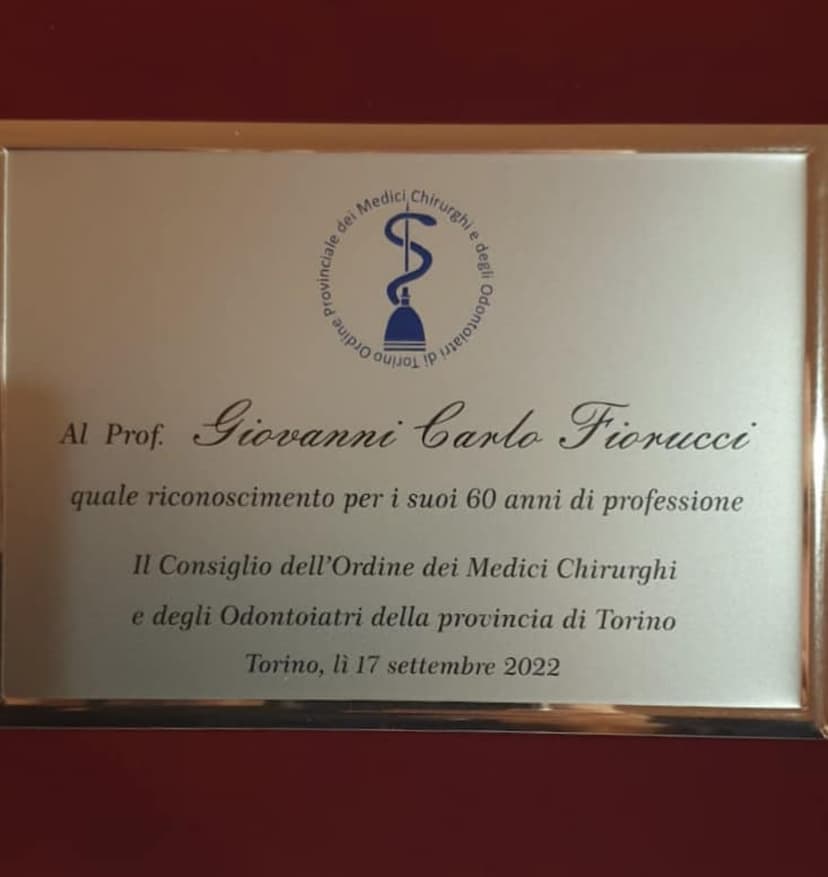 Ordine Provinciale dei Medici Chirurghi e degli Odontoiatri di Torino
Al Prof. Giovanni Carlo Fiorucci
quale riconoscimento per i suoi 60 anni di professione
Il Consiglio dell'Ordine dei Medici Chirurghi
e degli Odontoiatri della provincia di Torino
Torino, lì 17 settembre 2022